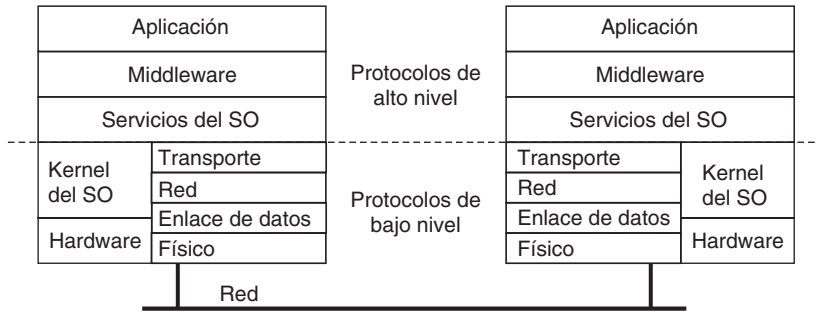 Aplicación
Middleware
Servicios del SO
Kernel
del SO
Hardware
Transporte
Red
Enlace de datos
Físico
Protocolos de
alto nivel
Protocolos de
bajo nivel
Aplicación
Middleware
Servicios del SO
Transporte
Red
Enlace de datos
Físico
Kernel
del SO
Hardware
Red